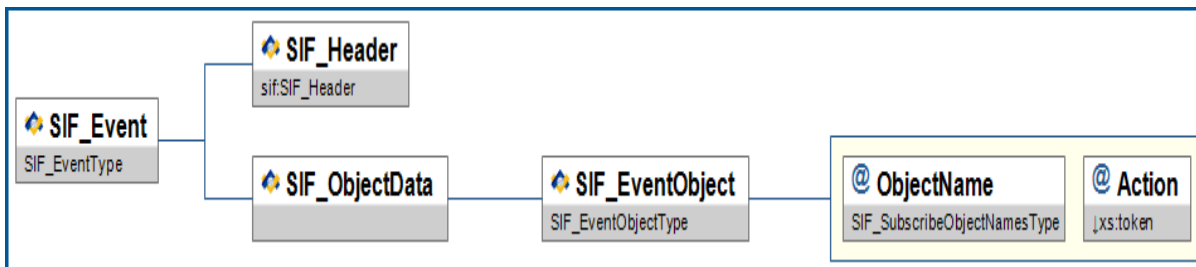 SIF_Header
sif:SIF_Header
SIF_Event
SIF_EventType
SIF_ObjectData
SIF_EventObject
SIF_EventObjectType
@ ObjectName
SIF_SubscribeObjectNamesType
@ Action
↓xs:token